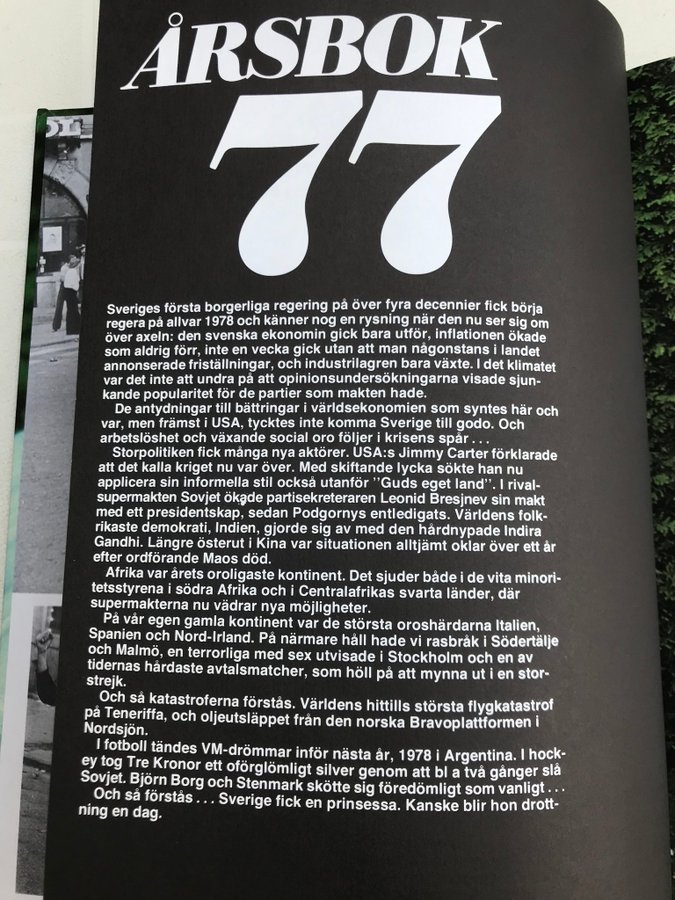 ÅRSBOK
77
Sveriges första borgerliga regering på över fyra decennier fick börja
regera på allvar 1978 och känner nog en rysning när den nu ser sig om
över axeln: den svenska ekonomin gick bara utför, inflationen ökade
som aldrig förr, inte en vecka gick utan att man någonstans i landet
annonserade friställningar, och industrilagren bara växte. I det klimatet
var det inte att undra på att opinionsundersökningarna visade sjun-
kande popularitet för de partier som makten hade.
De antydningar till bättringar i världsekonomien som syntes här och
var, men främst i USA, tycktes inte komma Sverige till godo. Och
arbetslöshet och växande social oro följer i krisens spår . . .
Storpolitiken fick många nya aktörer. USA:s Jimmy Carter förklarade
att det kalla kriget nu var över. Med skiftande lycka sökte han nu
applicera sin informella stil också utanför ''Guds eget land''. I rival-
supermakten Sovjet ökade partisekreteraren Leonid Bresjnev sin makt
med ett presidentskap, sedan Podgornys entledigats. Världens folk-
rikaste demokrati, Indien, gjorde sig av med den hårdnypade Indira
Gandhi. Längre österut i Kina var situationen alltjämt oklar över ett år
efter ordförande Maos död.
Afrika var årets oroligaste kontinent. Det sjuder både i de vita minori-
tetsstyrena i södra Afrika och i Centralafrikas svarta länder, där
supermakterna nu vädrar nya möjligheter.
På vår egen gamla kontinent var de största oroshärdarna Italien,
Spanien och Nord-Irland. På närmare håll hade vi rasbråk i Södertälje
och Malmö, en terrorliga med sex utvisade i Stockholm och en av
tidernas hårdaste avtalsmatcher, som höll på att mynna ut i en stor-
strejk.
Och så katastroferna förstås. Världens hittills största flygkatastrof
på Teneriffa, och oljeutsläppet från den norska Bravoplattformen i
Nordsjön.
I fotboll tändes VM-drömmar inför nästa år, 1978 i Argentina. I hock-
ey tog Tre Kronor ett oförglömligt silver genom att bl a två gånger slå
Sovjet. Björn Borg och Stenmark skötte sig föredömligt som vanligt . . .
Och så förstås . . . Sverige fick en prinsessa. Kanske blir hon drott-
ning en dag.